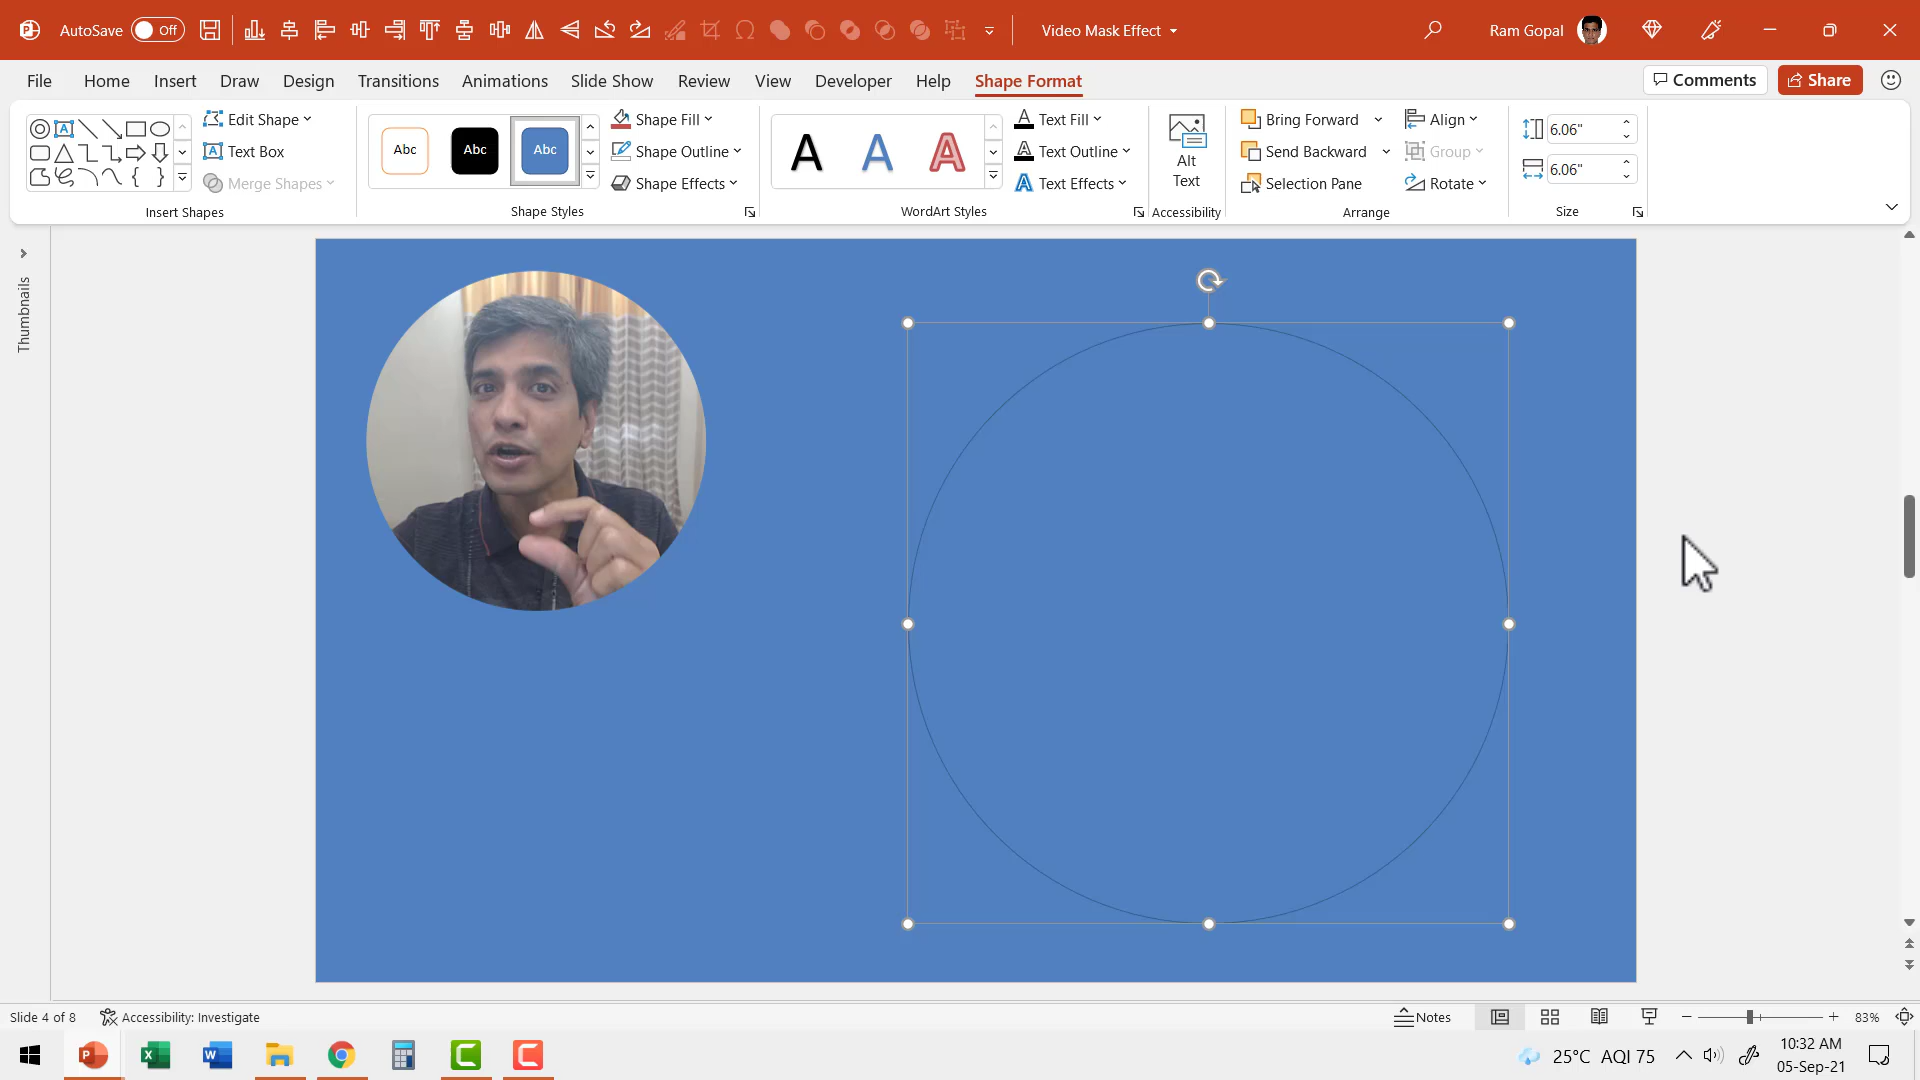 AutoSave Off Video Mask Effect Ram Gopal
File Home Insert Draw Design Transitions Animations Slide Show Review View Developer Help Shape Format Comments Share
Edit Shape
Text Box
Merge Shapes
Insert Shapes
Abc Abc Abc
Shape Fill
Shape Outline
Shape Effects
Shape Styles
A A A
Text Fill
Text Outline
Text Effects
WordArt Styles
Alt
Text
Accessibility
Bring Forward
Send Backward
Selection Pane
Align
Group
Rotate
Arrange
6.06"
6.06"
Size
Thumbnails
Slide 4 of 8 Accessibility: Investigate Notes 83%
25°C AQI 75
10:32 AM
05-Sep-21